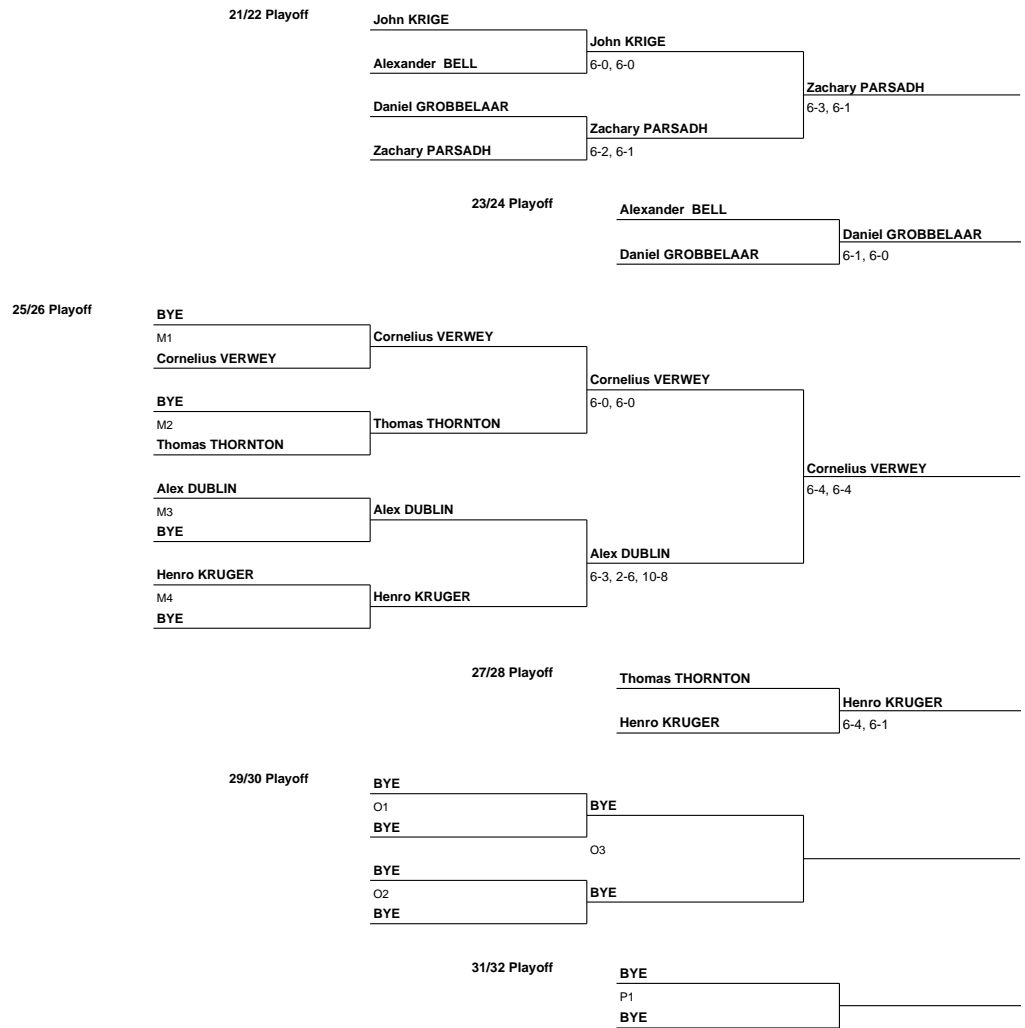 21/22 Playoff
John KRIGE
John KRIGE
Alexander  BELL
6-0, 6-0
Zachary PARSADH
Daniel GROBBELAAR
6-3, 6-1
Zachary PARSADH
Zachary PARSADH
6-2, 6-1
23/24 Playoff
Alexander  BELL
Daniel GROBBELAAR
Daniel GROBBELAAR
6-1, 6-0
25/26 Playoff
BYE
M1
Cornelius VERWEY
Cornelius VERWEY
Cornelius VERWEY
BYE
6-0, 6-0
M2
Thomas THORNTON
Thomas THORNTON
Cornelius VERWEY
Alex DUBLIN
6-4, 6-4
M3
Alex DUBLIN
BYE
Alex DUBLIN
Henro KRUGER
6-3, 2-6, 10-8
M4
Henro KRUGER
BYE
27/28 Playoff
Thomas THORNTON
Henro KRUGER
Henro KRUGER
6-4, 6-1
29/30 Playoff
BYE
O1
BYE
BYE
O3
BYE
O2
BYE
BYE
31/32 Playoff
BYE
P1
BYE